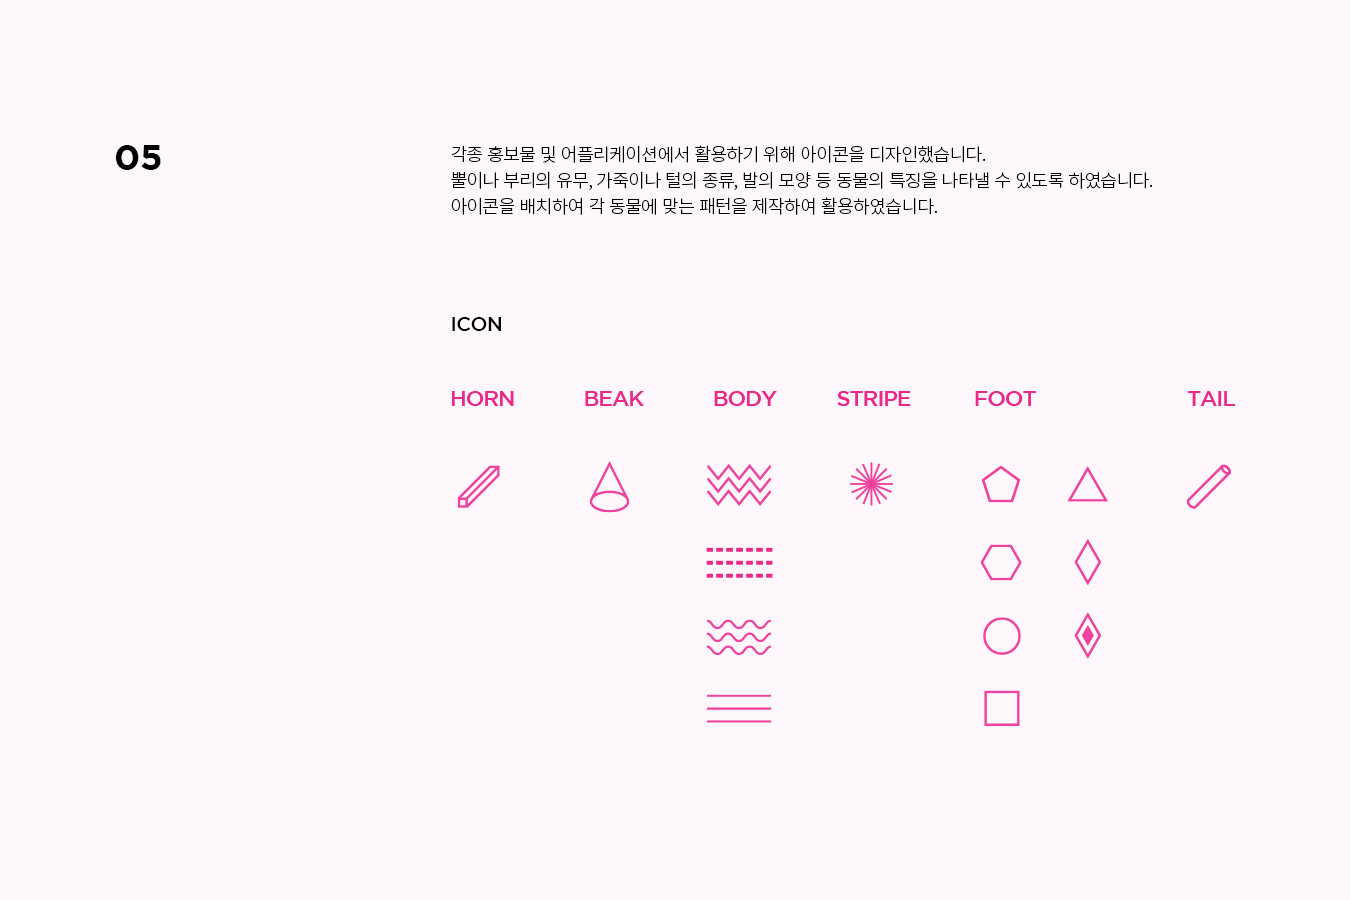 05
각종 홍보물 및 어플리케이션에서 활용하기 위해 아이콘을 디자인했습니다.
뿔이나 부리의 유무, 가죽이나 털의 종류, 발의 모양 등 동물의 특징을 나타낼 수 있도록 하였습니다.
아이콘을 배치하여 각 동물에 맞는 패턴을 제작하여 활용하였습니다.
ICON
HORN BEAK BODY STRIPE FOOT TAIL